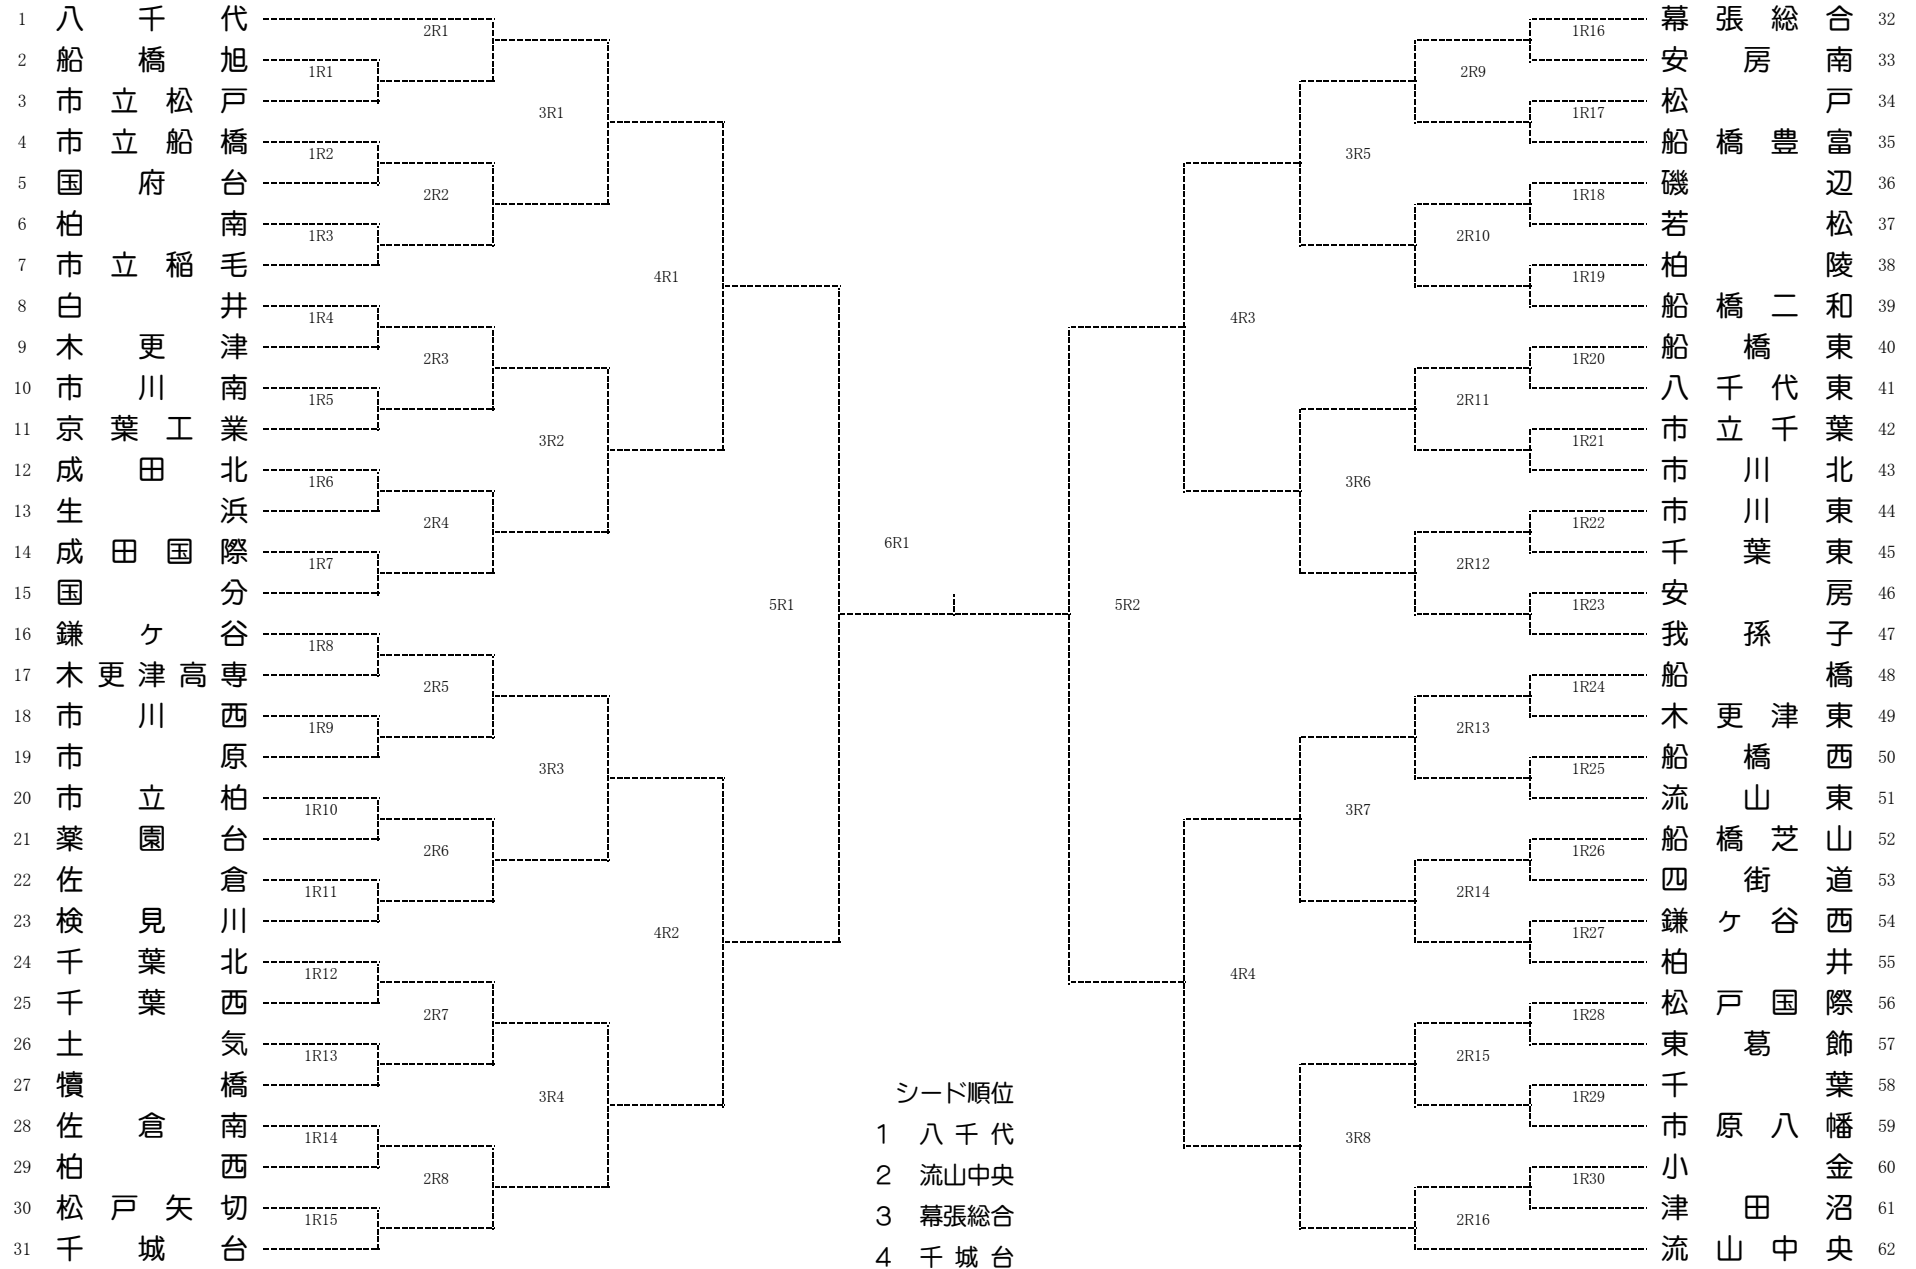 1 八千代
2 船橋旭
3 市立松戸
4 市立船橋
5 国府台
6 柏南
7 市立稲毛
8 白井
9 木更津
10 市川南
11 京葉工業
12 成田北
13 生浜
14 成田国際
15 国分
16 鎌ヶ谷
17 木更津高専
18 市川西
19 市原
20 市立柏
21 薬園台
22 佐倉
23 検見川
24 千葉北
25 千葉西
26 土気
27 犢橋
28 佐倉南
29 柏西
30 松戸矢切
31 千城台
1R1
1R2
1R3
1R4
1R5
1R6
1R7
1R8
1R9
1R10
1R11
1R12
1R13
1R14
1R15
2R1
2R2
2R3
2R4
2R5
2R6
2R7
2R8
3R1
3R2
3R3
3R4
4R1
4R2
5R1
6R1
5R2
4R3
4R4
3R5
3R6
3R7
3R8
2R9
2R10
2R11
2R12
2R13
2R14
2R15
2R16
1R16
1R17
1R18
1R19
1R20
1R21
1R22
1R23
1R24
1R25
1R26
1R27
1R28
1R29
1R30
幕張総合 32
安房南 33
松戸 34
船橋豊富 35
磯辺 36
若松 37
柏陵 38
船橋二和 39
船橋東 40
八千代東 41
市立千葉 42
市川北 43
市川東 44
千葉東 45
安房 46
我孫子 47
船橋 48
木更津東 49
船橋西 50
流山東 51
船橋芝山 52
四街道 53
鎌ヶ谷西 54
柏井 55
松戸国際 56
東葛飾 57
千葉 58
市原八幡 59
小金 60
津田沼 61
流山中央 62
シード順位
1 八千代
2 流山中央
3 幕張総合
4 千城台